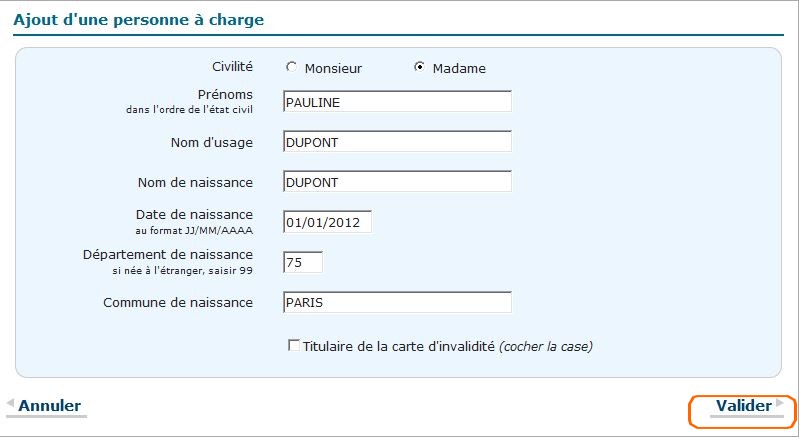 Ajout d'une personne à charge
Civilité Monsieur Madame
Prénoms PAULINE
dans l'ordre de l'état civil
Nom d'usage DUPONT
Nom de naissance DUPONT
Date de naissance 01/01/2012
au format JJ/MM/AAAA
Département de naissance 75
si née à l'étranger, saisir 99
Commune de naissance PARIS
Titulaire de la carte d'invalidité (cocher la case)
Annuler Valider